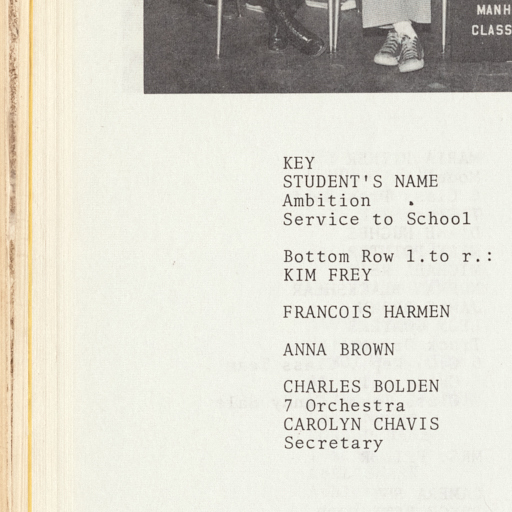 MANH
CLASS
KEY
STUDENT'S NAME
Ambition
Service to School
Bottom Row l.to r.:
KIM FREY
FRANCOIS HARMEN
ANNA BROWN
CHARLES BOLDEN
7 Orchestra
CAROLYN CHAVIS
Secretary